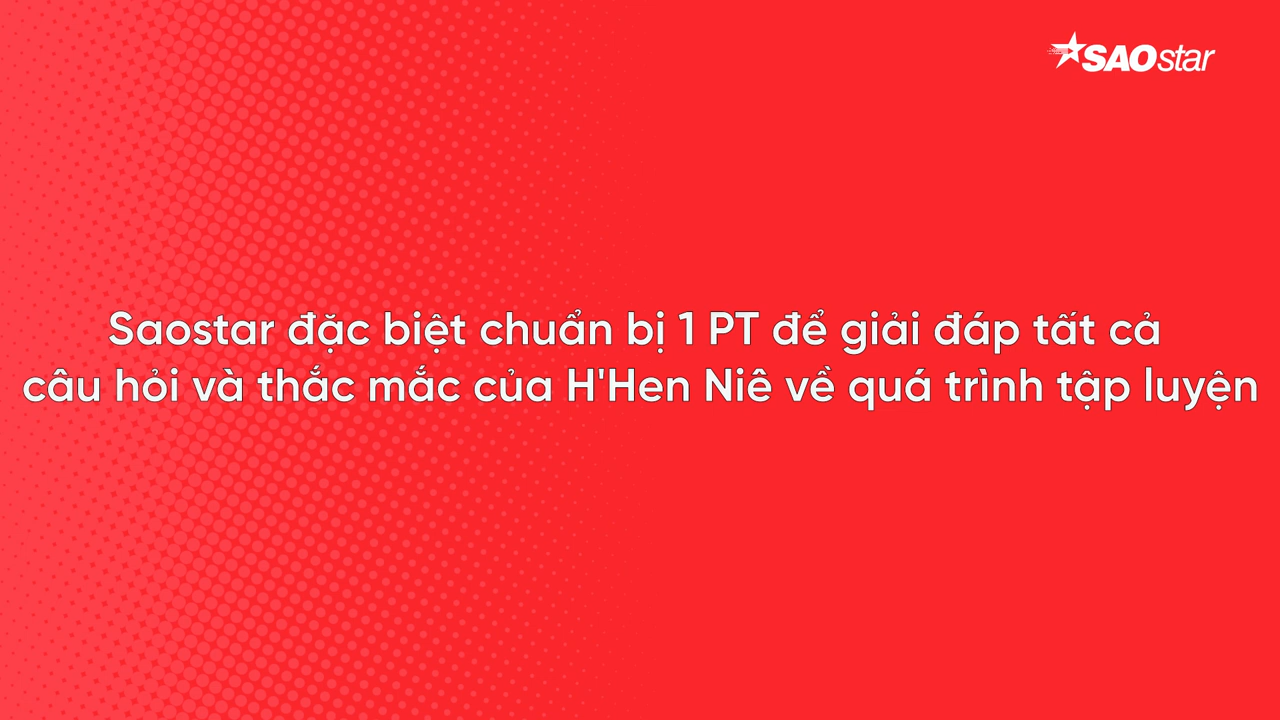 SAOstar
Saostar đặc biệt chuẩn bị 1 PT để giải đáp tất cả
câu hỏi và thắc mắc của H'Hen Niê về quá trình tập luyện